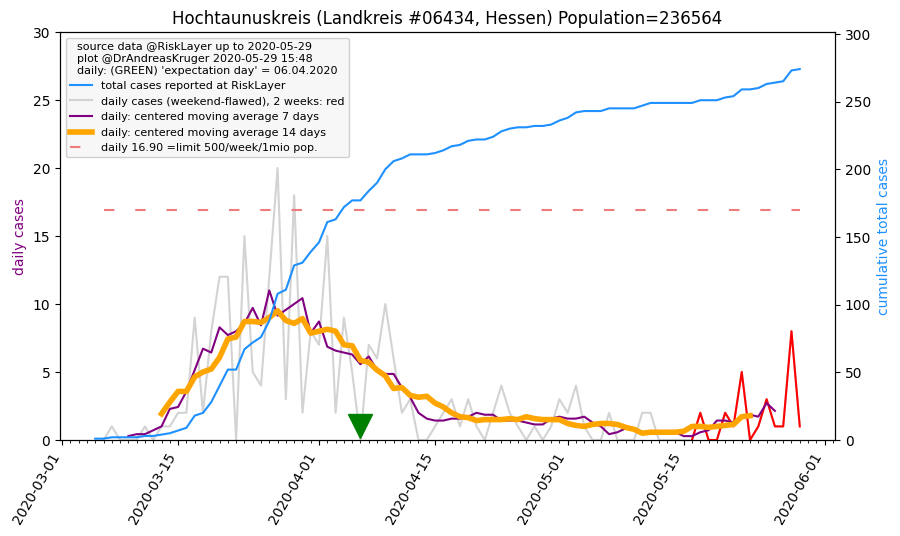 Hochtaunuskreis (Landkreis #06434, Hessen) Population=236564
source data @RiskLayer up to 2020-05-29
plot @DrAndreasKruger 2020-05-29 15:48
daily: (GREEN) 'expectation day' = 06.04.2020
total cases reported at RiskLayer
daily cases (weekend-flawed), 2 weeks: red
daily: centered moving average 7 days
daily: centered moving average 14 days
daily 16.90 =limit 500/week/1mio pop.
daily cases
30
25
20
15
10
5
0
cumulative total cases
300
250
200
150
100
50
0
2020-03-01
2020-03-15
2020-04-01
2020-04-15
2020-05-01
2020-05-15
2020-06-01